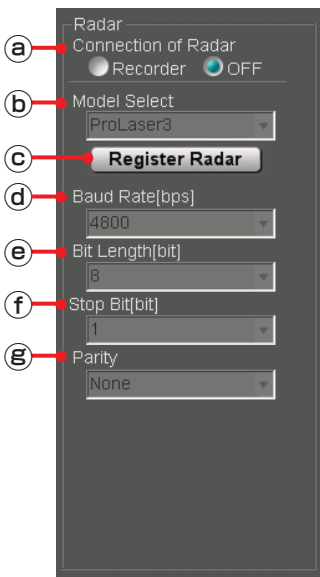 Radar
ⓐ Connection of Radar
Recorder OFF
ⓑ Model Select
ProLaser3
ⓒ Register Radar
ⓓ Baud Rate[bps]
4800
ⓔ Bit Length[bit]
8
ⓕ Stop Bit[bit]
1
ⓖ Parity
None